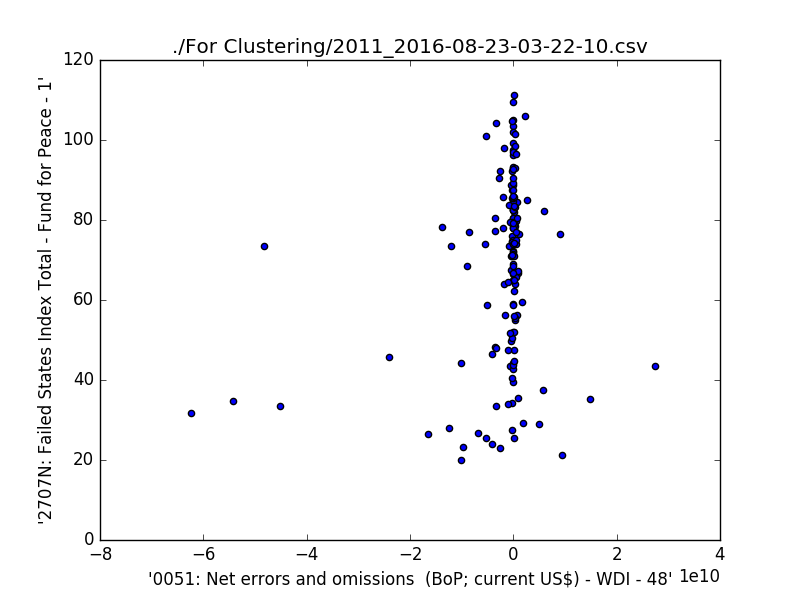 ./For Clustering/2011_2016-08-23-03-22-10.csv
120
100
80
60
40
20
0
'2707N: Failed States Index Total - Fund for Peace - 1'
−8 −6 −4 −2 0 2 4
'0051: Net errors and omissions  (BoP; current US$) - WDI - 48' 1e10